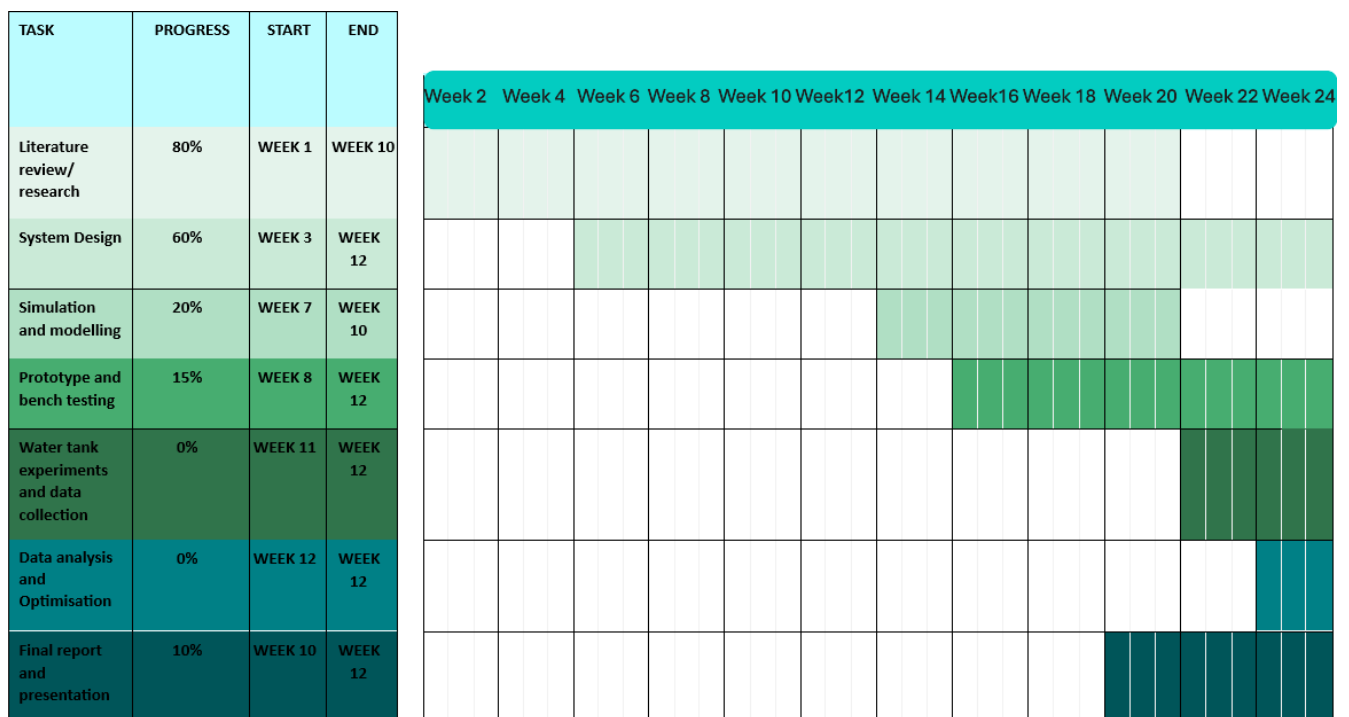 TASK PROGRESS START END
Week 2 Week 4 Week 6 Week 8 Week 10 Week12 Week 14 Week16 Week 18 Week 20 Week 22 Week 24
Literature 80% WEEK 1 WEEK 10
review/
research
System Design 60% WEEK 3 WEEK
12
Simulation 20% WEEK 7 WEEK
and modelling 10
Prototype and 15% WEEK 8 WEEK
bench testing 12
Water tank 0% WEEK 11 WEEK
experiments 12
and data
collection
Data analysis 0% WEEK 12 WEEK
and 12
Optimisation
Final report 10% WEEK 10 WEEK
and 12
presentation